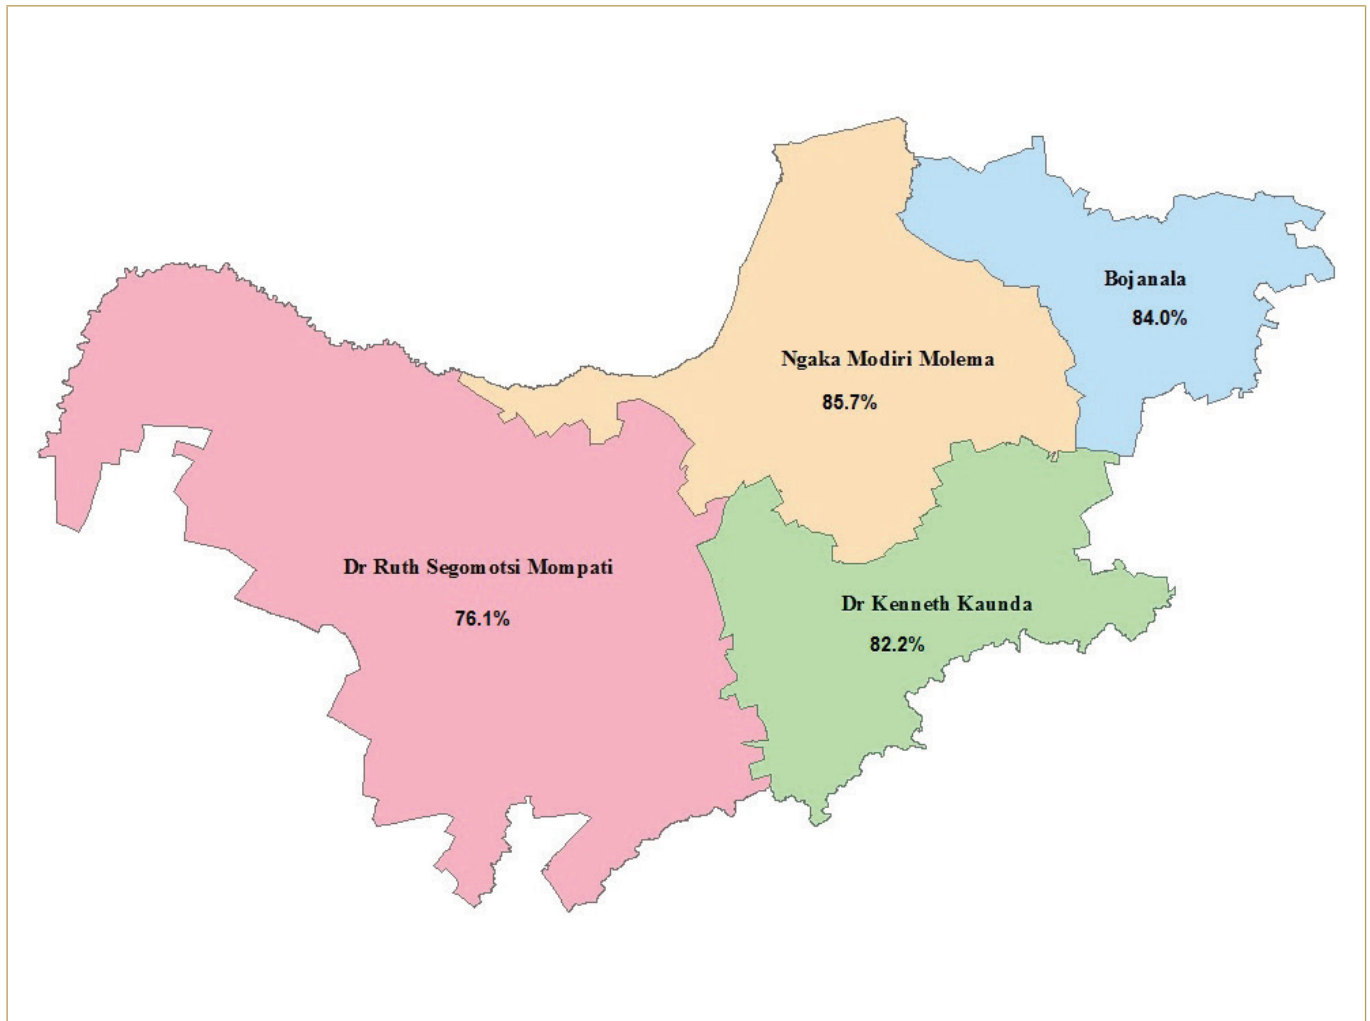 Bojanala
84.0%
Ngaka Modiri Molema
85.7%
Dr Ruth Segomotsi Mompati
76.1%
Dr Kenneth Kaunda
82.2%